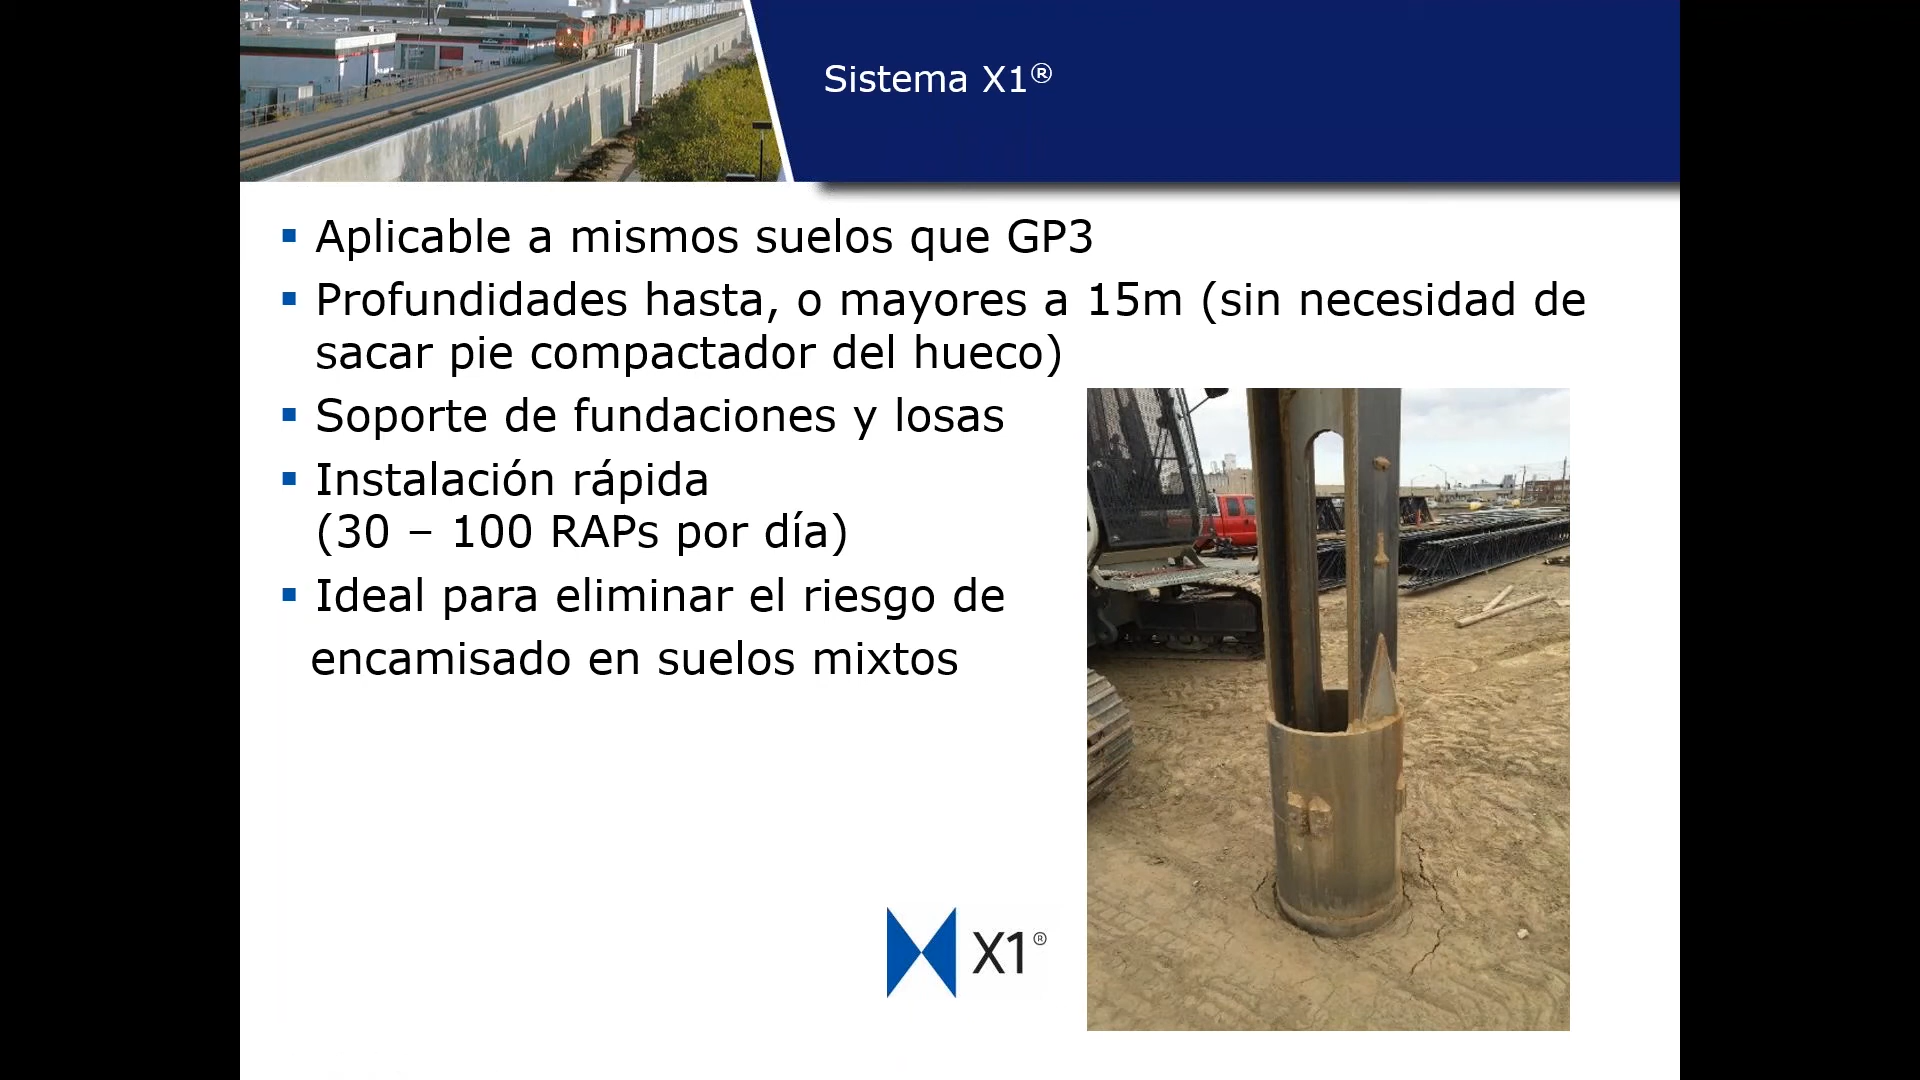 Sistema X1®
Aplicable a mismos suelos que GP3
Profundidades hasta, o mayores a 15m (sin necesidad de
sacar pie compactador del hueco)
Soporte de fundaciones y losas
Instalación rápida
(30 – 100 RAPs por día)
Ideal para eliminar el riesgo de
encamisado en suelos mixtos
X1®